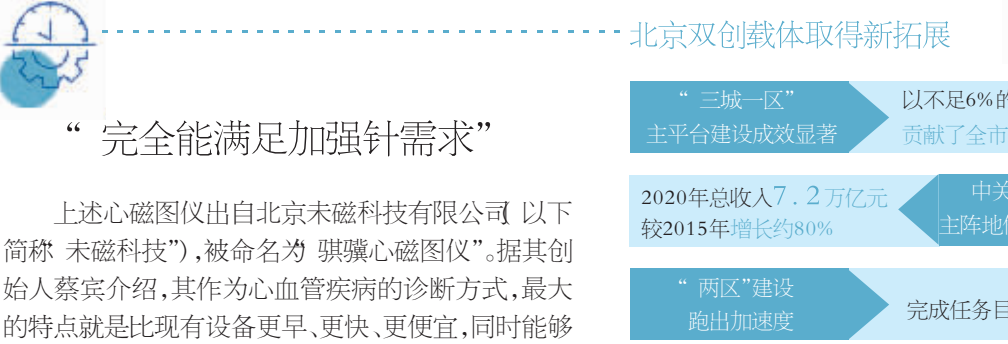 “ 完全能满足加强针需求”
上述心磁图仪出自北京未磁科技有限公司( 以下
简称“ 未磁科技”),被命名为“ 骐骥心磁图仪”。据其创
始人蔡宾介绍,其作为心血管疾病的诊断方式,最大
的特点就是比现有设备更早、更快、更便宜,同时能够
北京双创载体取得新拓展
“ 三城一区”
主平台建设成效显著
以不足6%的
贡献了全市
2020年总收入7.2万亿元
较2015年增长约80%
中关
主阵地
“ 两区”建设
跑出加速度
完成任务目